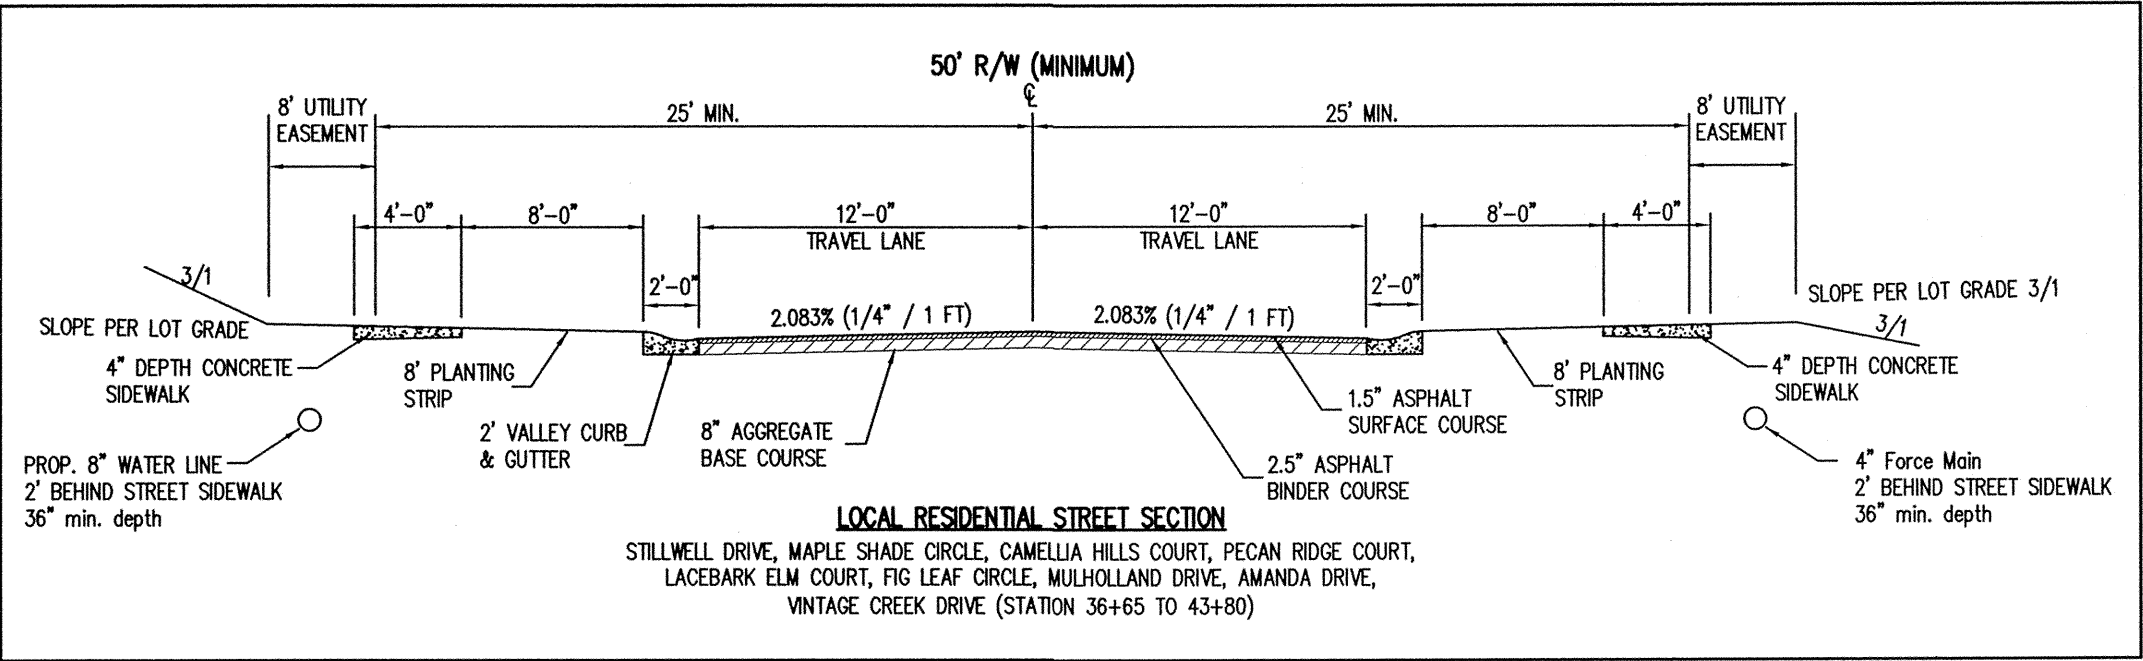 50' R/W (MINIMUM)
℄
8' UTILITY
EASEMENT
25' MIN.
25' MIN.
8' UTILITY
EASEMENT
4'-0"
8'-0"
12'-0"
TRAVEL LANE
12'-0"
TRAVEL LANE
8'-0"
4'-0"
2'-0"
2'-0"
3/1
SLOPE PER LOT GRADE
2.083% (1/4" / 1 FT)
2.083% (1/4" / 1 FT)
SLOPE PER LOT GRADE 3/1
3/1
4" DEPTH CONCRETE
SIDEWALK
8' PLANTING
STRIP
2' VALLEY CURB
& GUTTER
8" AGGREGATE
BASE COURSE
1.5" ASPHALT
SURFACE COURSE
2.5" ASPHALT
BINDER COURSE
8' PLANTING
STRIP
4" DEPTH CONCRETE
SIDEWALK
PROP. 8" WATER LINE
2' BEHIND STREET SIDEWALK
36" min. depth
4" Force Main
2' BEHIND STREET SIDEWALK
36" min. depth
LOCAL RESIDENTIAL STREET SECTION
STILLWELL DRIVE, MAPLE SHADE CIRCLE, CAMELLIA HILLS COURT, PECAN RIDGE COURT,
LACEBARK ELM COURT, FIG LEAF CIRCLE, MULHOLLAND DRIVE, AMANDA DRIVE,
VINTAGE CREEK DRIVE (STATION 36+65 TO 43+80)